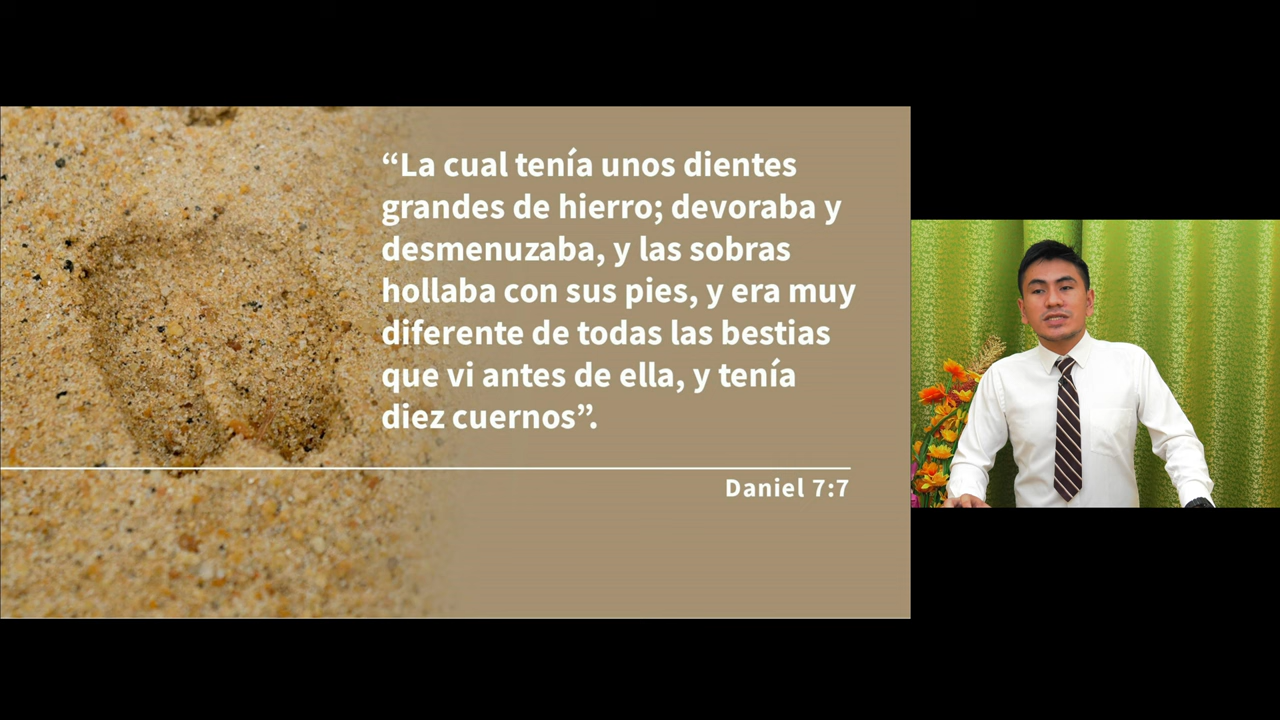 “La cual tenía unos dientes
grandes de hierro; devoraba y
desmenuzaba, y las sobras
hollaba con sus pies, y era muy
diferente de todas las bestias
que vi antes de ella, y tenía
diez cuernos”.
Daniel 7:7